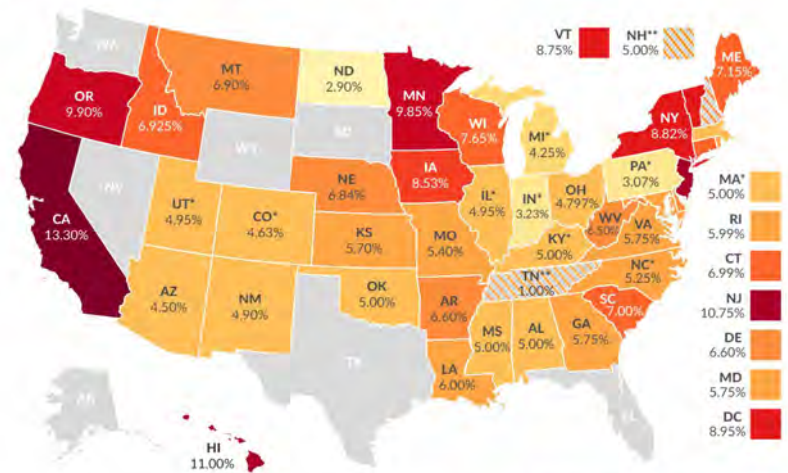 VT
8.75%
NH**
5.00%
WA
MT
6.90%
ND
2.90%
MN
9.85%
ME
7.15%
OR
9.90%
ID
6.925%
SD
WI
7.65%
MI*
4.25%
NY
8.82%
WY
IA
8.53%
PA*
3.07%
MA*
5.00%
NV
NE
6.84%
IL*
4.95%
IN*
3.23%
OH
4.797%
UT*
4.95%
CO*
4.63%
WV
6.50%
VA
5.75%
RI
5.99%
CA
13.30%
KS
5.70%
MO
5.40%
KY*
5.00%
CT
6.99%
NC*
5.25%
TN**
1.00%
AZ
4.50%
NM
4.90%
OK
5.00%
AR
6.60%
SC
7.00%
NJ
10.75%
MS
5.00%
AL
5.00%
GA
5.75%
DE
6.60%
TX
LA
6.00%
MD
5.75%
AK
FL
DC
8.95%
HI
11.00%